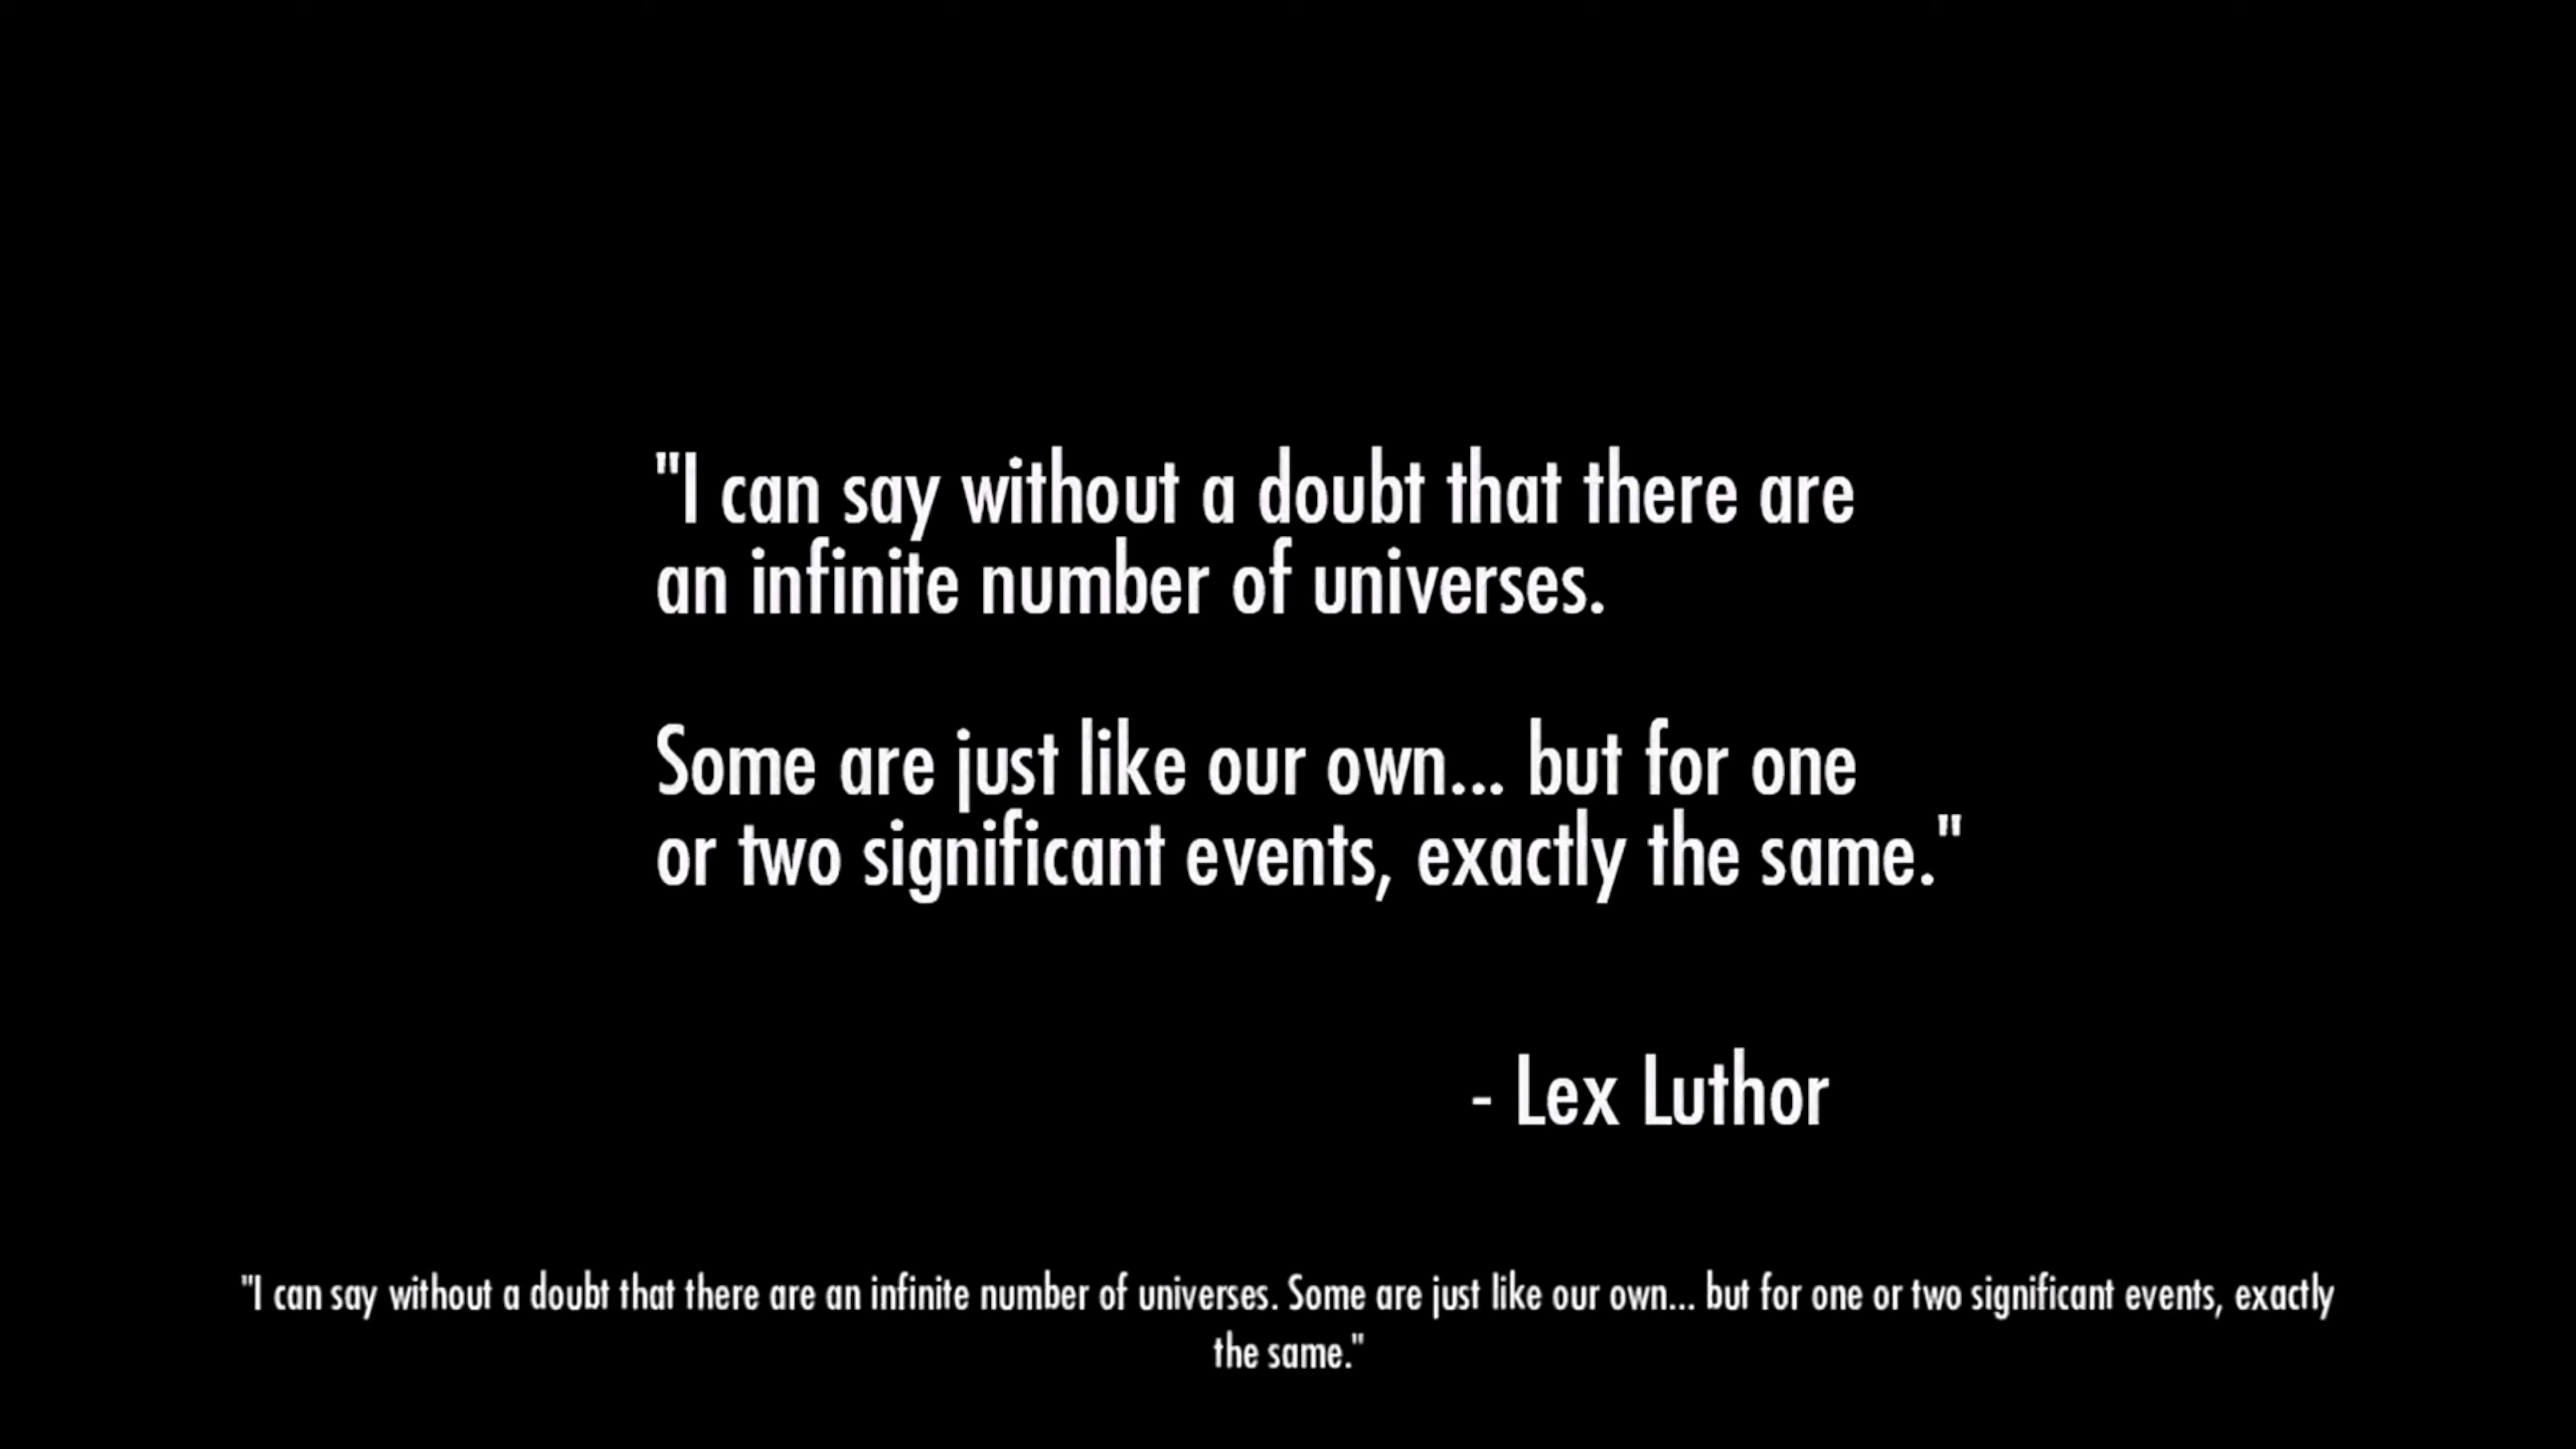 "I can say without a doubt that there are
an infinite number of universes.
Some are just like our own... but for one
or two significant events, exactly the same."
- Lex Luthor
"I can say without a doubt that there are an infinite number of universes. Some are just like our own... but for one or two significant events, exactly
the same."